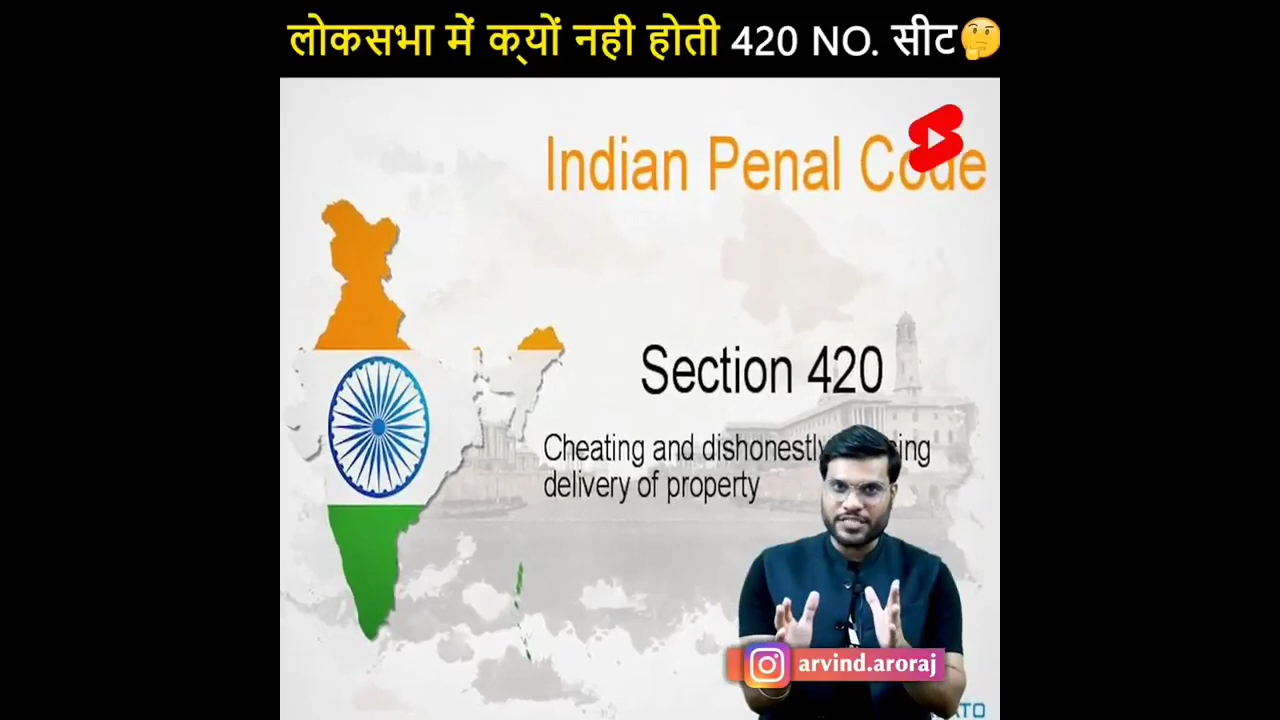 लोकसभा में क्यों नही होती 420 NO. सीट🤔
Indian Penal Code
Section 420
Cheating and dishonestly
delivery of property
arvind.aroraj